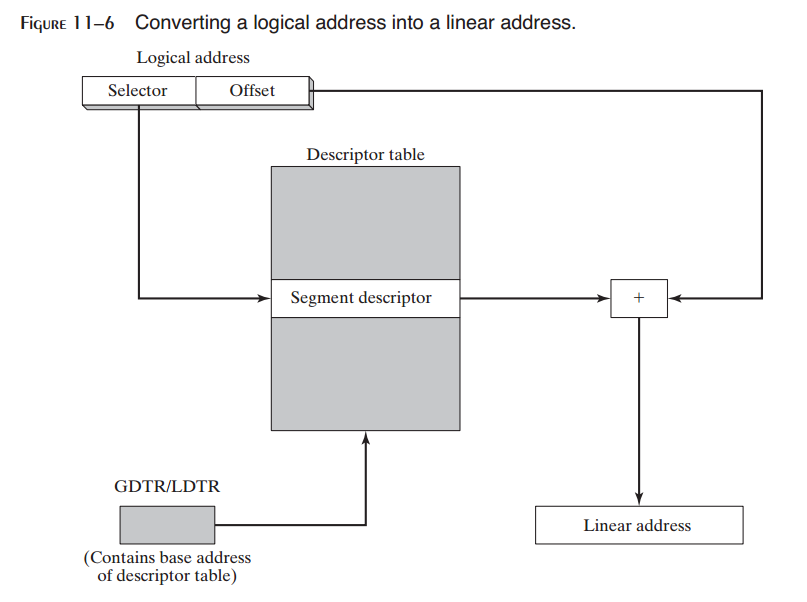 FIGURE 11–6 Converting a logical address into a linear address.
Logical address
Selector
Offset
Descriptor table
Segment descriptor
+
GDTR/LDTR
(Contains base address
of descriptor table)
Linear address